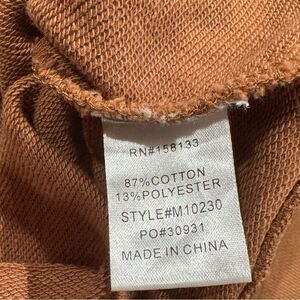 RN#158133
87%COTTON
13%POLYESTER
STYLE#M10230
PO#30931
MADE IN CHINA